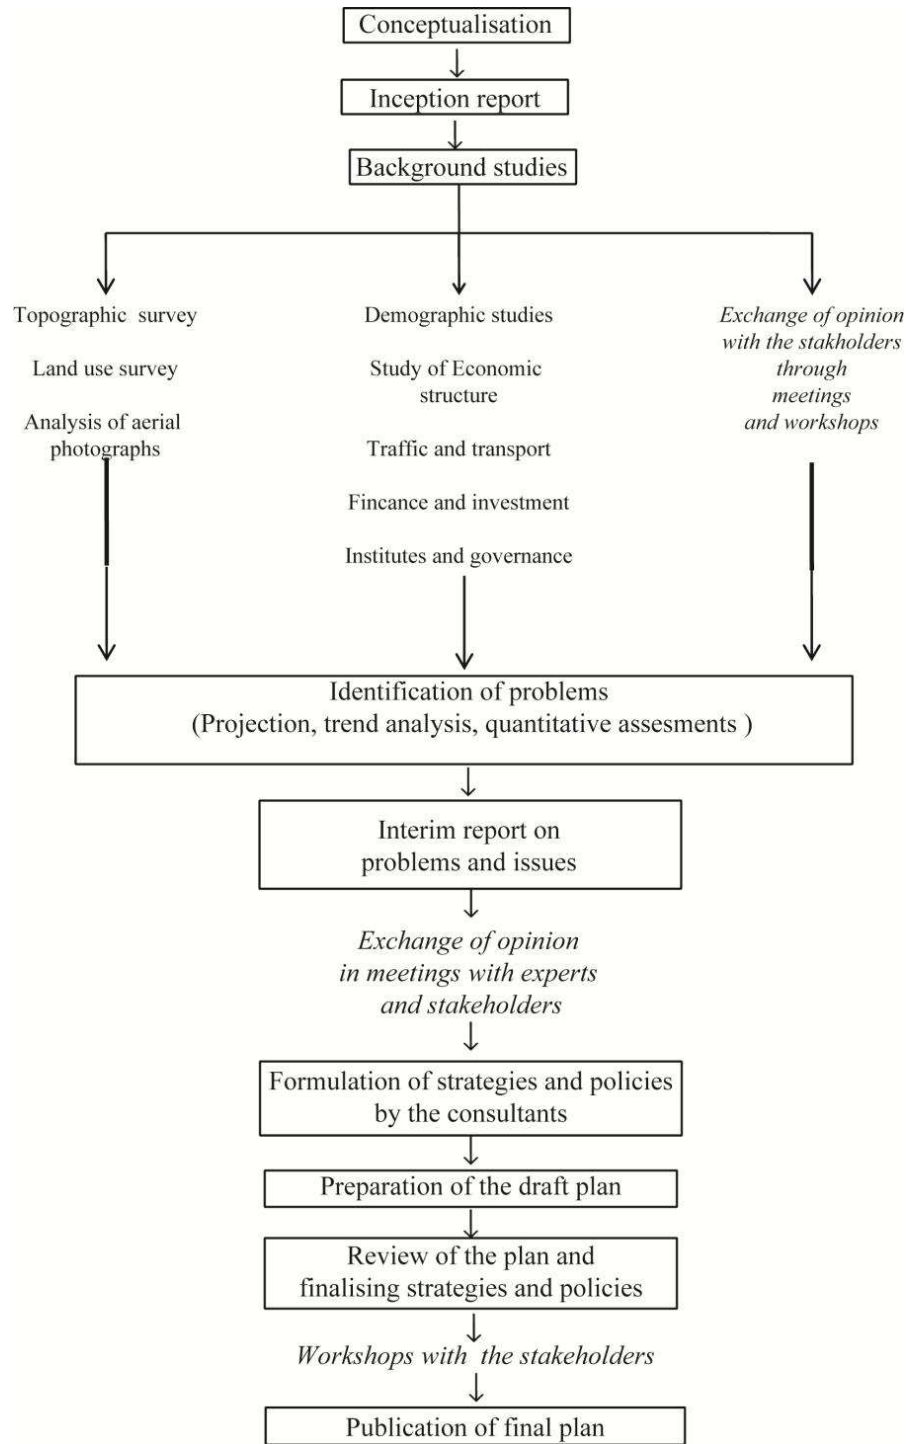 Conceptualisation
Inception report
Background studies
Topographic survey
Land use survey
Analysis of aerial
photographs
Demographic studies
Study of Economic
structure
Traffic and transport
Fincance and investment
Institutes and governance
Exchange of opinion
with the stakholders
through
meetings
and workshops
Identification of problems
(Projection, trend analysis, quantitative assesments )
Interim report on
problems and issues
Exchange of opinion
in meetings with experts
and stakeholders
Formulation of strategies and policies
by the consultants
Preparation of the draft plan
Review of the plan and
finalising strategies and policies
Workshops with the stakeholders
Publication of final plan